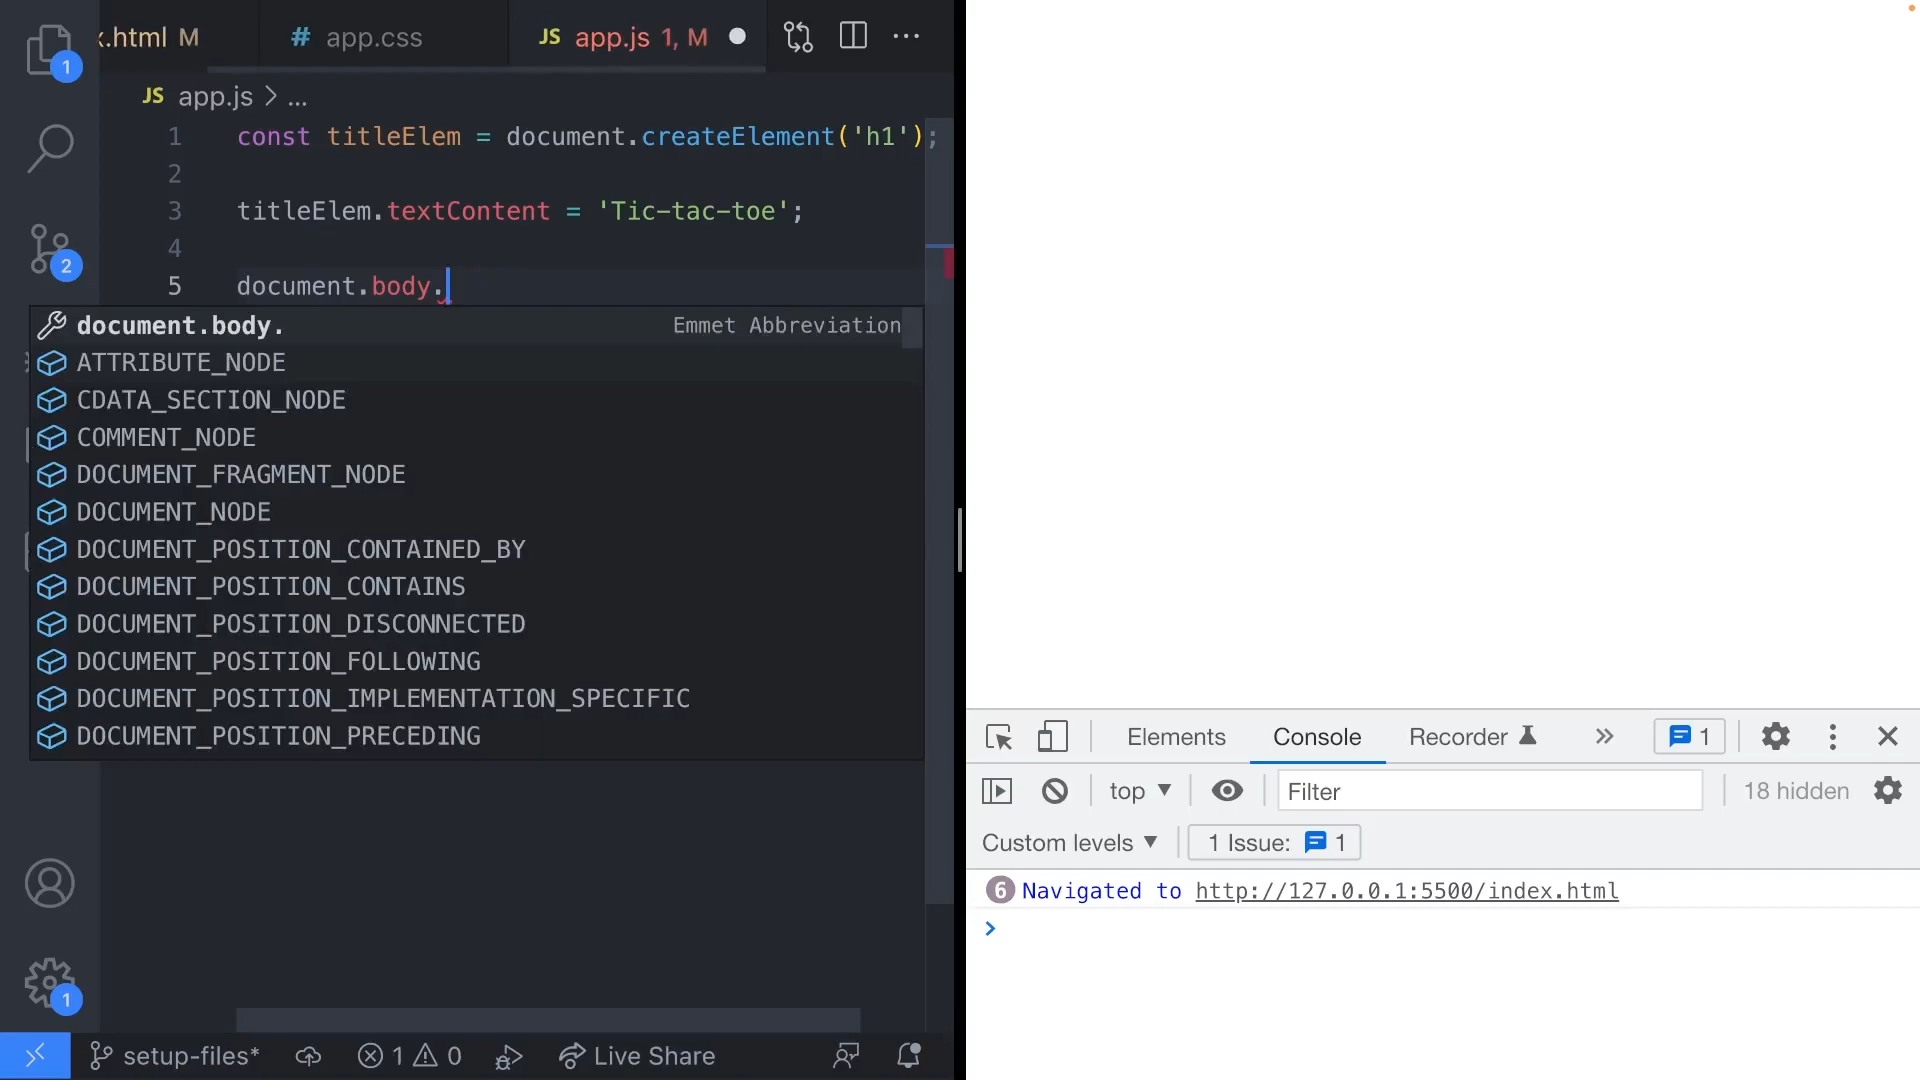 x.html M
# app.css
JS app.js 1, M
JS app.js > ...
1 const titleElem = document.createElement('h1');
2
3 titleElem.textContent = 'Tic-tac-toe';
4
5 document.body.
document.body. Emmet Abbreviation
ATTRIBUTE_NODE
CDATA_SECTION_NODE
COMMENT_NODE
DOCUMENT_FRAGMENT_NODE
DOCUMENT_NODE
DOCUMENT_POSITION_CONTAINED_BY
DOCUMENT_POSITION_CONTAINS
DOCUMENT_POSITION_DISCONNECTED
DOCUMENT_POSITION_FOLLOWING
DOCUMENT_POSITION_IMPLEMENTATION_SPECIFIC
DOCUMENT_POSITION_PRECEDING
1
2
1
setup-files* 1 0 Live Share
Elements Console Recorder 1
top Filter 18 hidden
Custom levels 1 Issue: 1
6 Navigated to http://127.0.0.1:5500/index.html
>